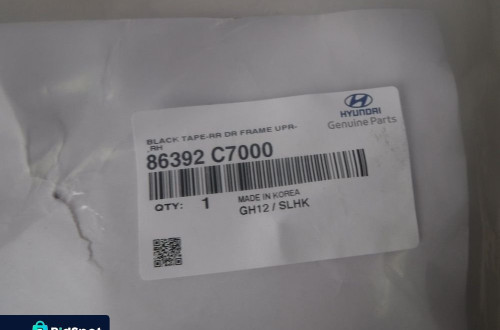 HYUNDAI
Genuine Parts
BLACK TAPE-RR DR FRAME UPR-
,RH
86392 C7000
QTY: 1
MADE IN KOREA
GH12 / SLHK
BidSpot